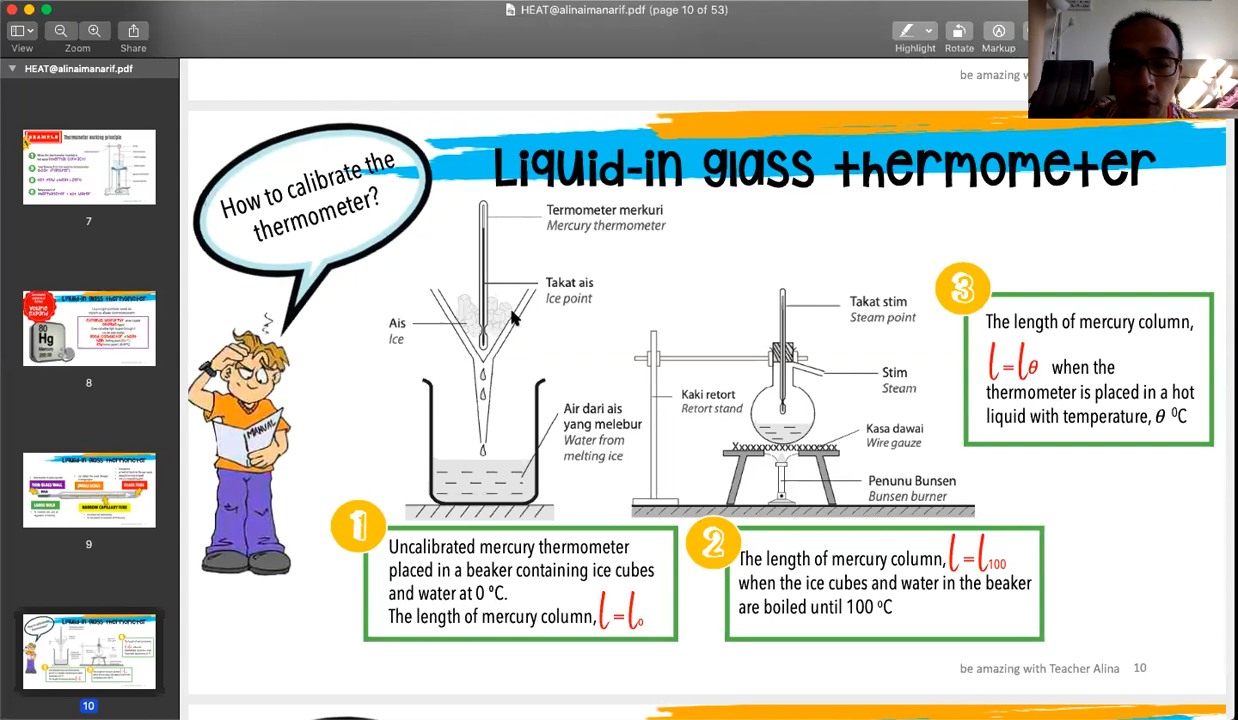 HEAT@alinaimanarif.pdf (page 10 of 53)
View
Zoom
Share
Highlight
Rotate
Markup
HEAT@alinaimanarif.pdf
7
8
9
10
be amazing w
How to calibrate the
thermometer?
Liquid-in glass thermometer
Termometer merkuri
Mercury thermometer
Takat ais
Ice point
Ais
Ice
Air dari ais
yang melebur
Water from
melting ice
MANUAL
Takat stim
Steam point
Stim
Steam
Kaki retort
Retort stand
Kasa dawai
Wire gauze
Penunu Bunsen
Bunsen burner
1
Uncalibrated mercury thermometer
placed in a beaker containing ice cubes
and water at 0 °C.
The length of mercury column, l = l₀
2
The length of mercury column, l = l₁₀₀
when the ice cubes and water in the beaker
are boiled until 100 ⁰C
3
The length of mercury column,
l = lθ when the
thermometer is placed in a hot
liquid with temperature, θ ⁰C
be amazing with Teacher Alina 10